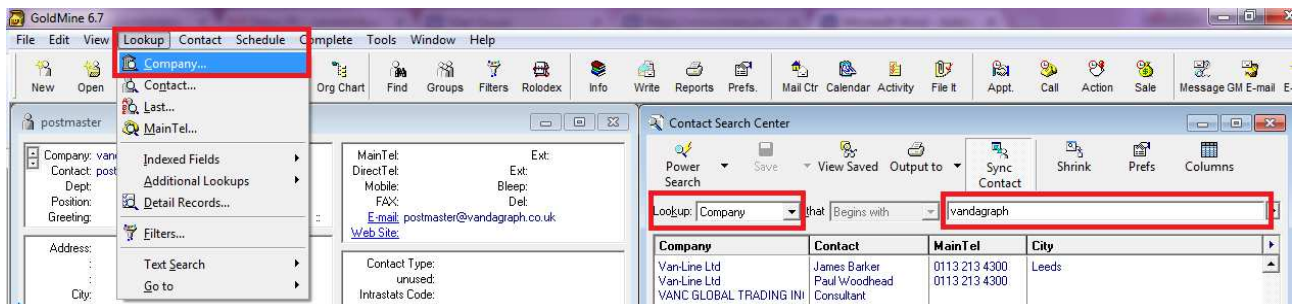 GoldMine 6.7
File Edit View Lookup Contact Schedule Complete Tools Window Help
New Open Org Chart Find Groups Filters Rolodex Info Write Reports Prefs. Mail Ctr Calendar Activity File It Appt. Call Action Sale Message GM E-mail E-
Company...
Contact...
Last...
MainTel...
Indexed Fields
Additional Lookups
Detail Records...
Filters...
Text Search
Go to
postmaster
Company: van
Contact: post
Dept:
Position:
Greeting:
Address:
City:
MainTel: Ext:
DirectTel: Ext:
Mobile: Bleep:
FAX: Del:
E-mail: postmaster@vandagraph.co.uk
Web Site:
Contact Type:
unused:
Intrastats Code:
Contact Search Center
Power Search Save View Saved Output to Sync Contact Shrink Prefs Columns
Lookup: Company that Begins with vandagraph
Company Contact MainTel City
Van-Line Ltd James Barker 0113 213 4300 Leeds
Van-Line Ltd Paul Woodhead 0113 213 4300
VANC GLOBAL TRADING IN Consultant